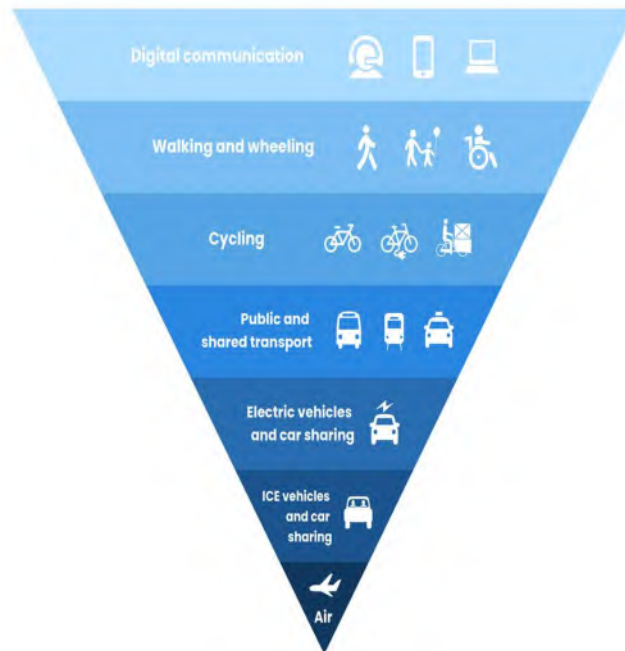 Digital communication
Walking and wheeling
Cycling
Public and
shared transport
Electric vehicles
and car sharing
ICE vehicles
and car
sharing
Air